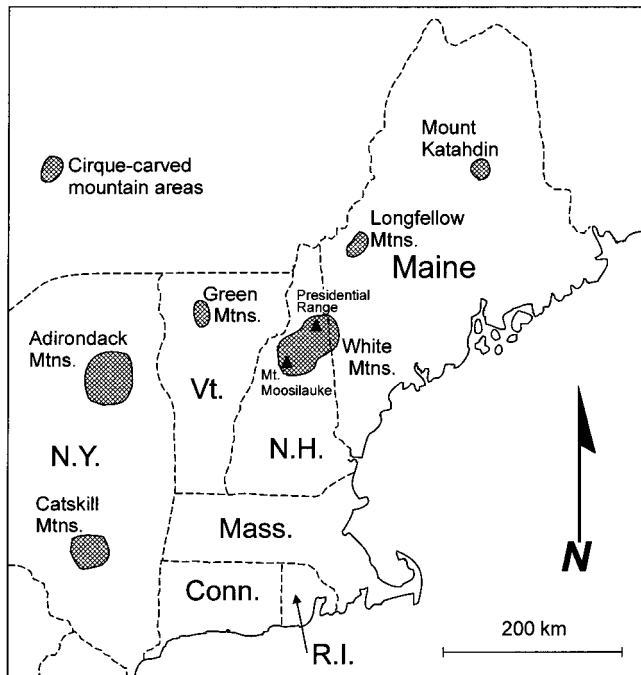 Mount
Katahdin
Cirque-carved
mountain areas
Longfellow
Mtns.
Maine
Green
Mtns.
Presidential
Range
Adirondack
Mtns.
White
Mtns.
Mt.
Moosilauke
Vt.
N.Y.
N.H.
Catskill
Mtns.
Mass.
N
Conn.
200 km
R.I.